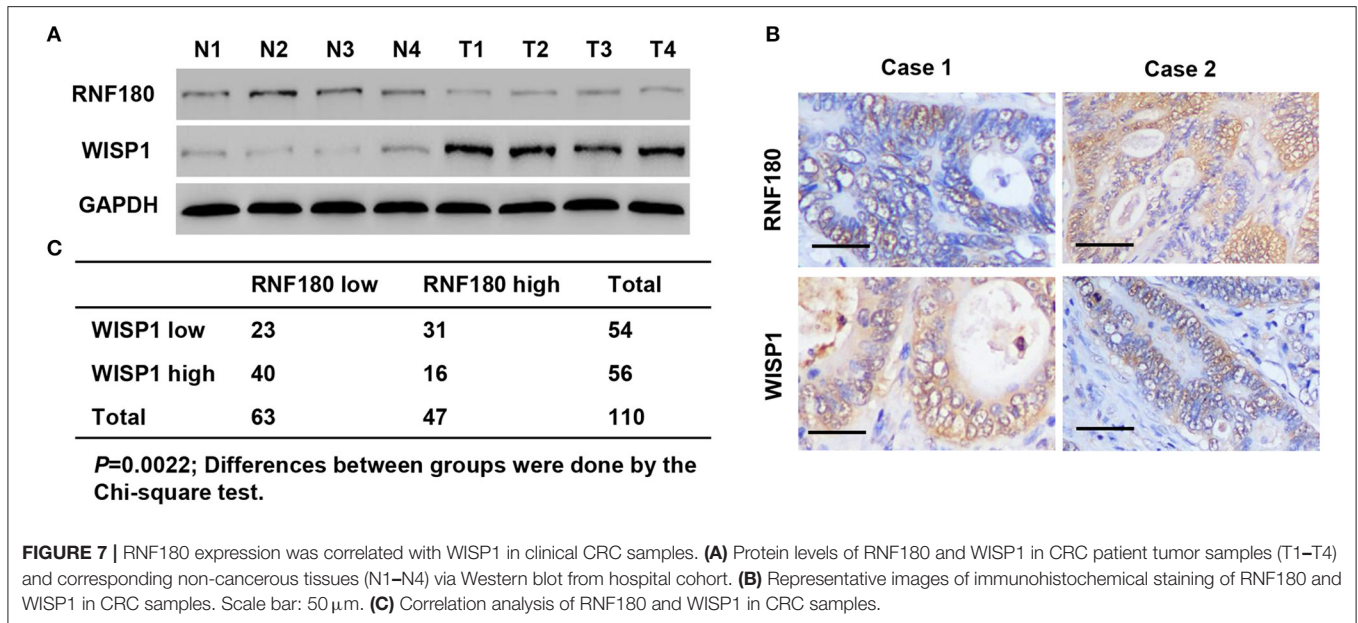 A
N1 N2 N3 N4 T1 T2 T3 T4
RNF180
WISP1
GAPDH
B
Case 1 Case 2
RNF180
WISP1
C
RNF180 low RNF180 high Total
WISP1 low 23 31 54
WISP1 high 40 16 56
Total 63 47 110
P=0.0022; Differences between groups were done by the
Chi-square test.
FIGURE 7 | RNF180 expression was correlated with WISP1 in clinical CRC samples. (A) Protein levels of RNF180 and WISP1 in CRC patient tumor samples (T1–T4)
and corresponding non-cancerous tissues (N1–N4) via Western blot from hospital cohort. (B) Representative images of immunohistochemical staining of RNF180 and
WISP1 in CRC samples. Scale bar: 50 μm. (C) Correlation analysis of RNF180 and WISP1 in CRC samples.